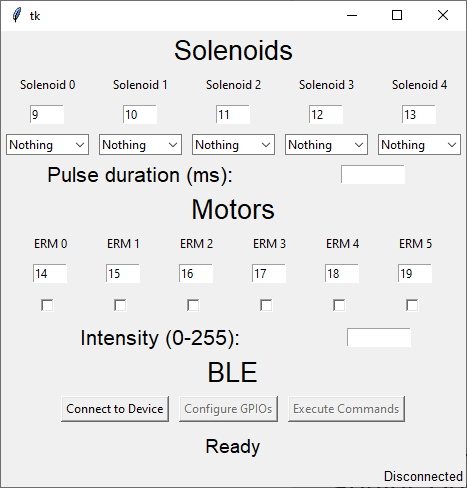 tk
Solenoids
Solenoid 0 Solenoid 1 Solenoid 2 Solenoid 3 Solenoid 4
9 10 11 12 13
Nothing Nothing Nothing Nothing Nothing
Pulse duration (ms):
Motors
ERM 0 ERM 1 ERM 2 ERM 3 ERM 4 ERM 5
14 15 16 17 18 19
Intensity (0-255):
BLE
Connect to Device Configure GPIOs Execute Commands
Ready
Disconnected